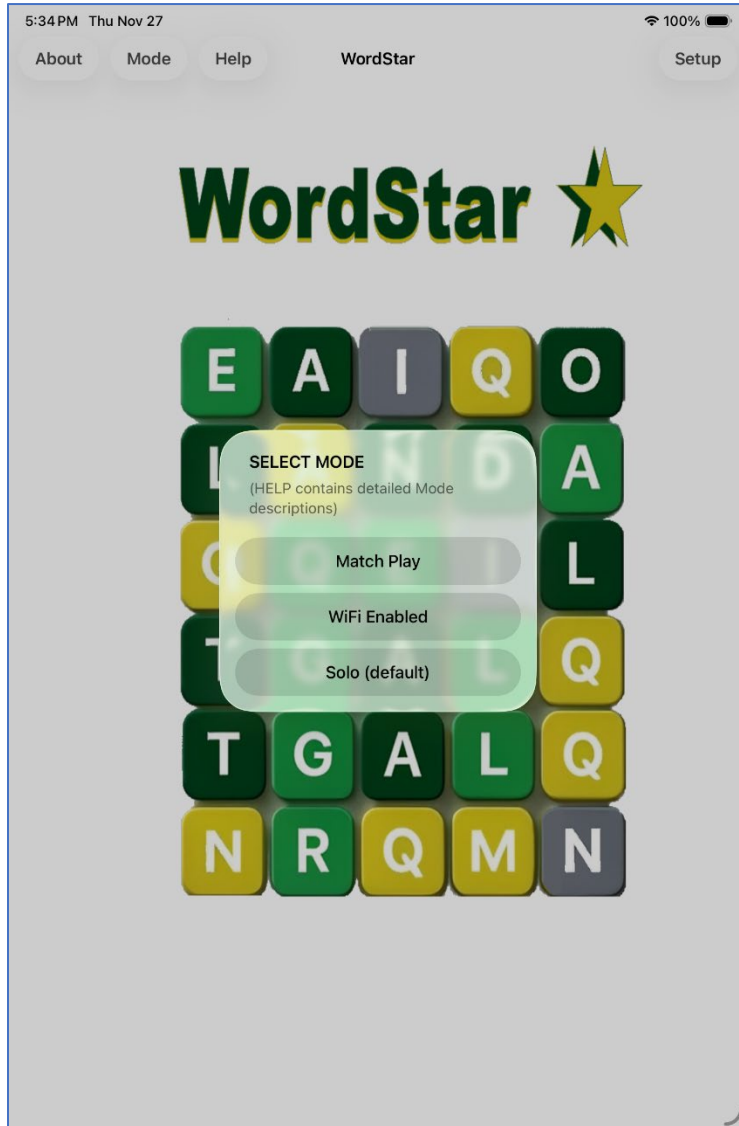 5:34 PM Thu Nov 27 100%
About Mode Help WordStar Setup
WordStar
E A I Q O
L N D A
SELECT MODE
(HELP contains detailed Mode
descriptions)
L
Match Play
WiFi Enabled
Solo (default)
T G A L Q
T G A L Q
N R Q M N